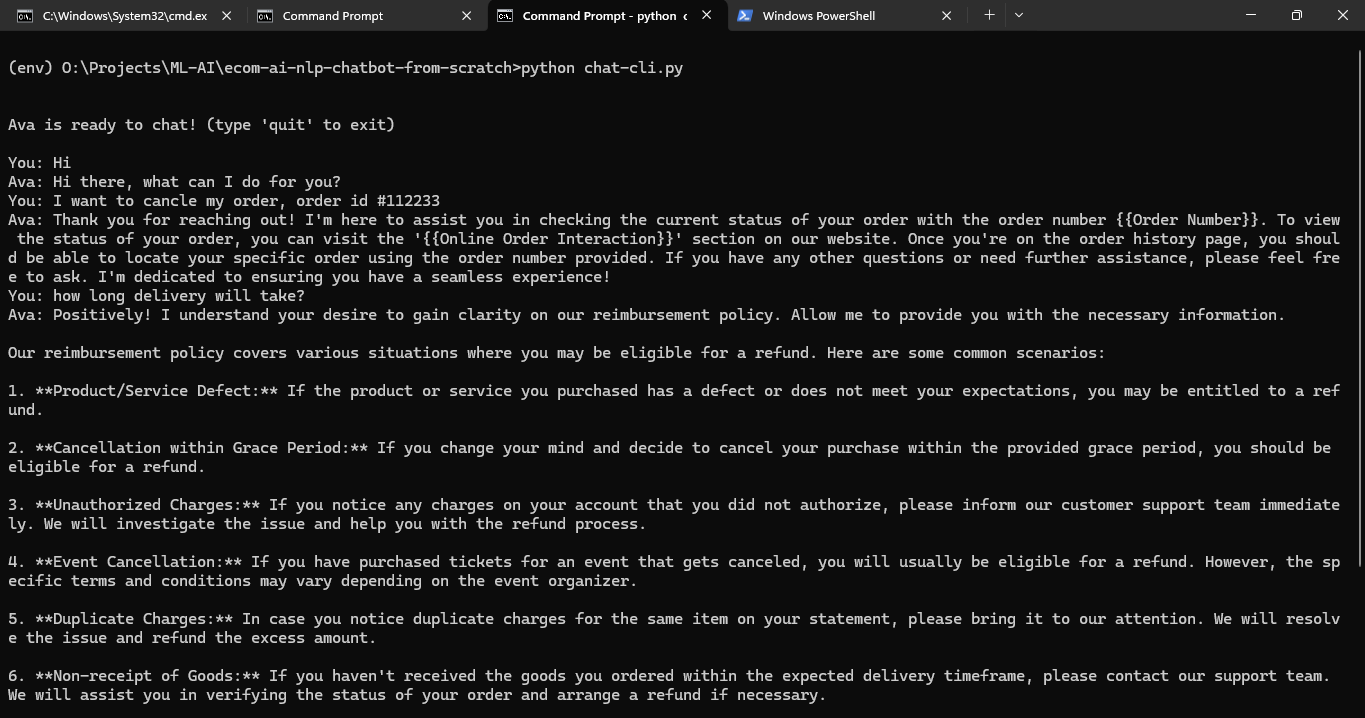 C:\Windows\System32\cmd.ex
Command Prompt
Command Prompt - python c
Windows PowerShell
(env) O:\Projects\ML-AI\ecom-ai-nlp-chatbot-from-scratch>python chat-cli.py
Ava is ready to chat! (type 'quit' to exit)
You: Hi
Ava: Hi there, what can I do for you?
You: I want to cancle my order, order id #112233
Ava: Thank you for reaching out! I'm here to assist you in checking the current status of your order with the order number {{Order Number}}. To view
the status of your order, you can visit the '{{Online Order Interaction}}' section on our website. Once you're on the order history page, you shoul
d be able to locate your specific order using the order number provided. If you have any other questions or need further assistance, please feel fre
e to ask. I'm dedicated to ensuring you have a seamless experience!
You: how long delivery will take?
Ava: Positively! I understand your desire to gain clarity on our reimbursement policy. Allow me to provide you with the necessary information.
Our reimbursement policy covers various situations where you may be eligible for a refund. Here are some common scenarios:
1. **Product/Service Defect:** If the product or service you purchased has a defect or does not meet your expectations, you may be entitled to a ref
und.
2. **Cancellation within Grace Period:** If you change your mind and decide to cancel your purchase within the provided grace period, you should be
eligible for a refund.
3. **Unauthorized Charges:** If you notice any charges on your account that you did not authorize, please inform our customer support team immediate
ly. We will investigate the issue and help you with the refund process.
4. **Event Cancellation:** If you have purchased tickets for an event that gets canceled, you will usually be eligible for a refund. However, the sp
ecific terms and conditions may vary depending on the event organizer.
5. **Duplicate Charges:** In case you notice duplicate charges for the same item on your statement, please bring it to our attention. We will resolv
e the issue and refund the excess amount.
6. **Non-receipt of Goods:** If you haven't received the goods you ordered within the expected delivery timeframe, please contact our support team.
We will assist you in verifying the status of your order and arrange a refund if necessary.